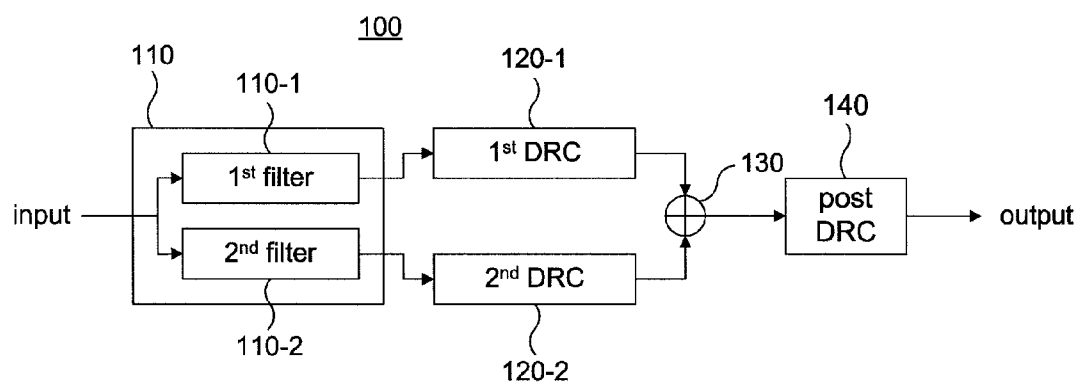 100
110
110-1
120-1
140
1st filter
1st DRC
130
input
post
DRC
output
2nd filter
2nd DRC
110-2
120-2